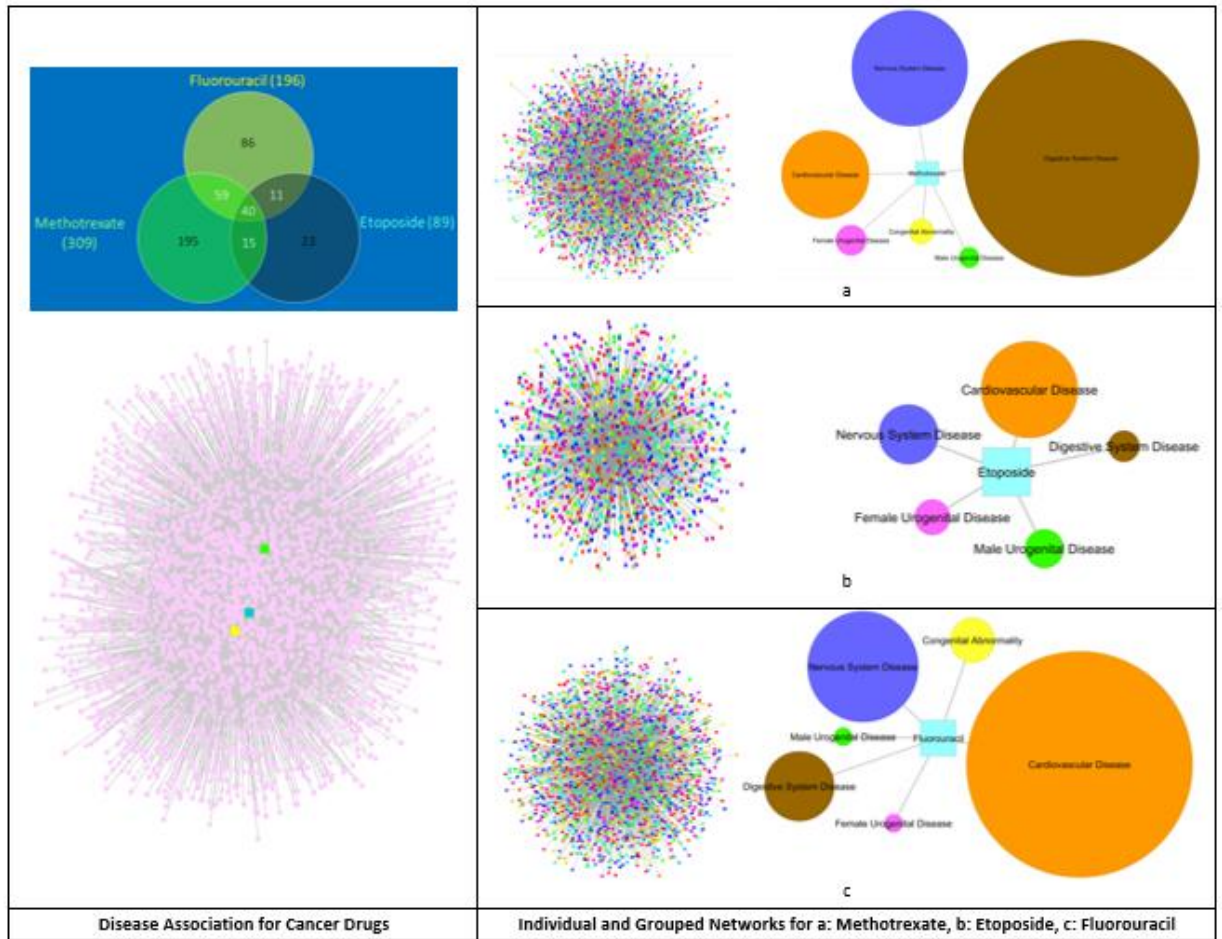 Fluorouracil (196)
86
59
11
40
Methotrexate
(309)
Etoposide (89)
195
15
23
Disease Association for Cancer Drugs
Nervous System Disease
Digestive System Disease
Methotrexate
Cardiovascular Disease
Congenital Abnormality
Female Urogenital Disease
Male Urogenital Disease
a
Cardiovascular Disease
Nervous System Disease
Digestive System Disease
Etoposide
Female Urogenital Disease
Male Urogenital Disease
b
Congenital Abnormality
Nervous System Disease
Male Urogenital Disease
Fluorouracil
Cardiovascular Disease
Digestive System Disease
Female Urogenital Disease
c
Individual and Grouped Networks for a: Methotrexate, b: Etoposide, c: Fluorouracil